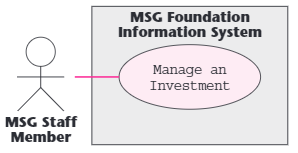 MSG Foundation
Information System
Manage an
Investment
MSG Staff
Member